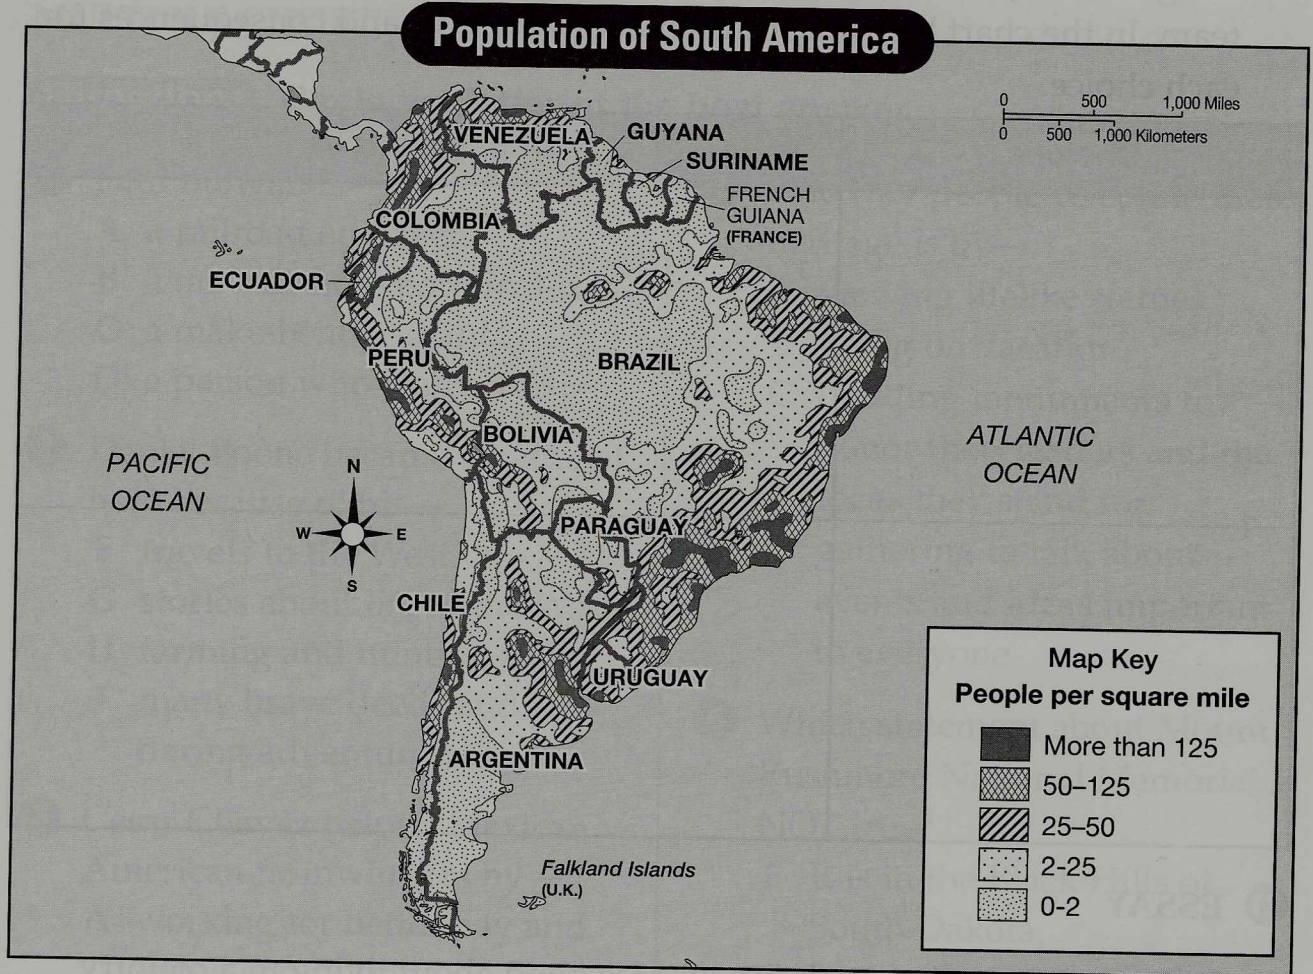 Population of South America
0 500 1,000 Miles
0 500 1,000 Kilometers
VENEZUELA
GUYANA
SURINAME
FRENCH
GUIANA
(FRANCE)
COLOMBIA
ECUADOR
PERU
BRAZIL
BOLIVIA
PACIFIC
OCEAN
ATLANTIC
OCEAN
N
W E
S
PARAGUAY
CHILE
URUGUAY
ARGENTINA
Falkland Islands
(U.K.)
Map Key
People per square mile
More than 125
50–125
25–50
2-25
0-2